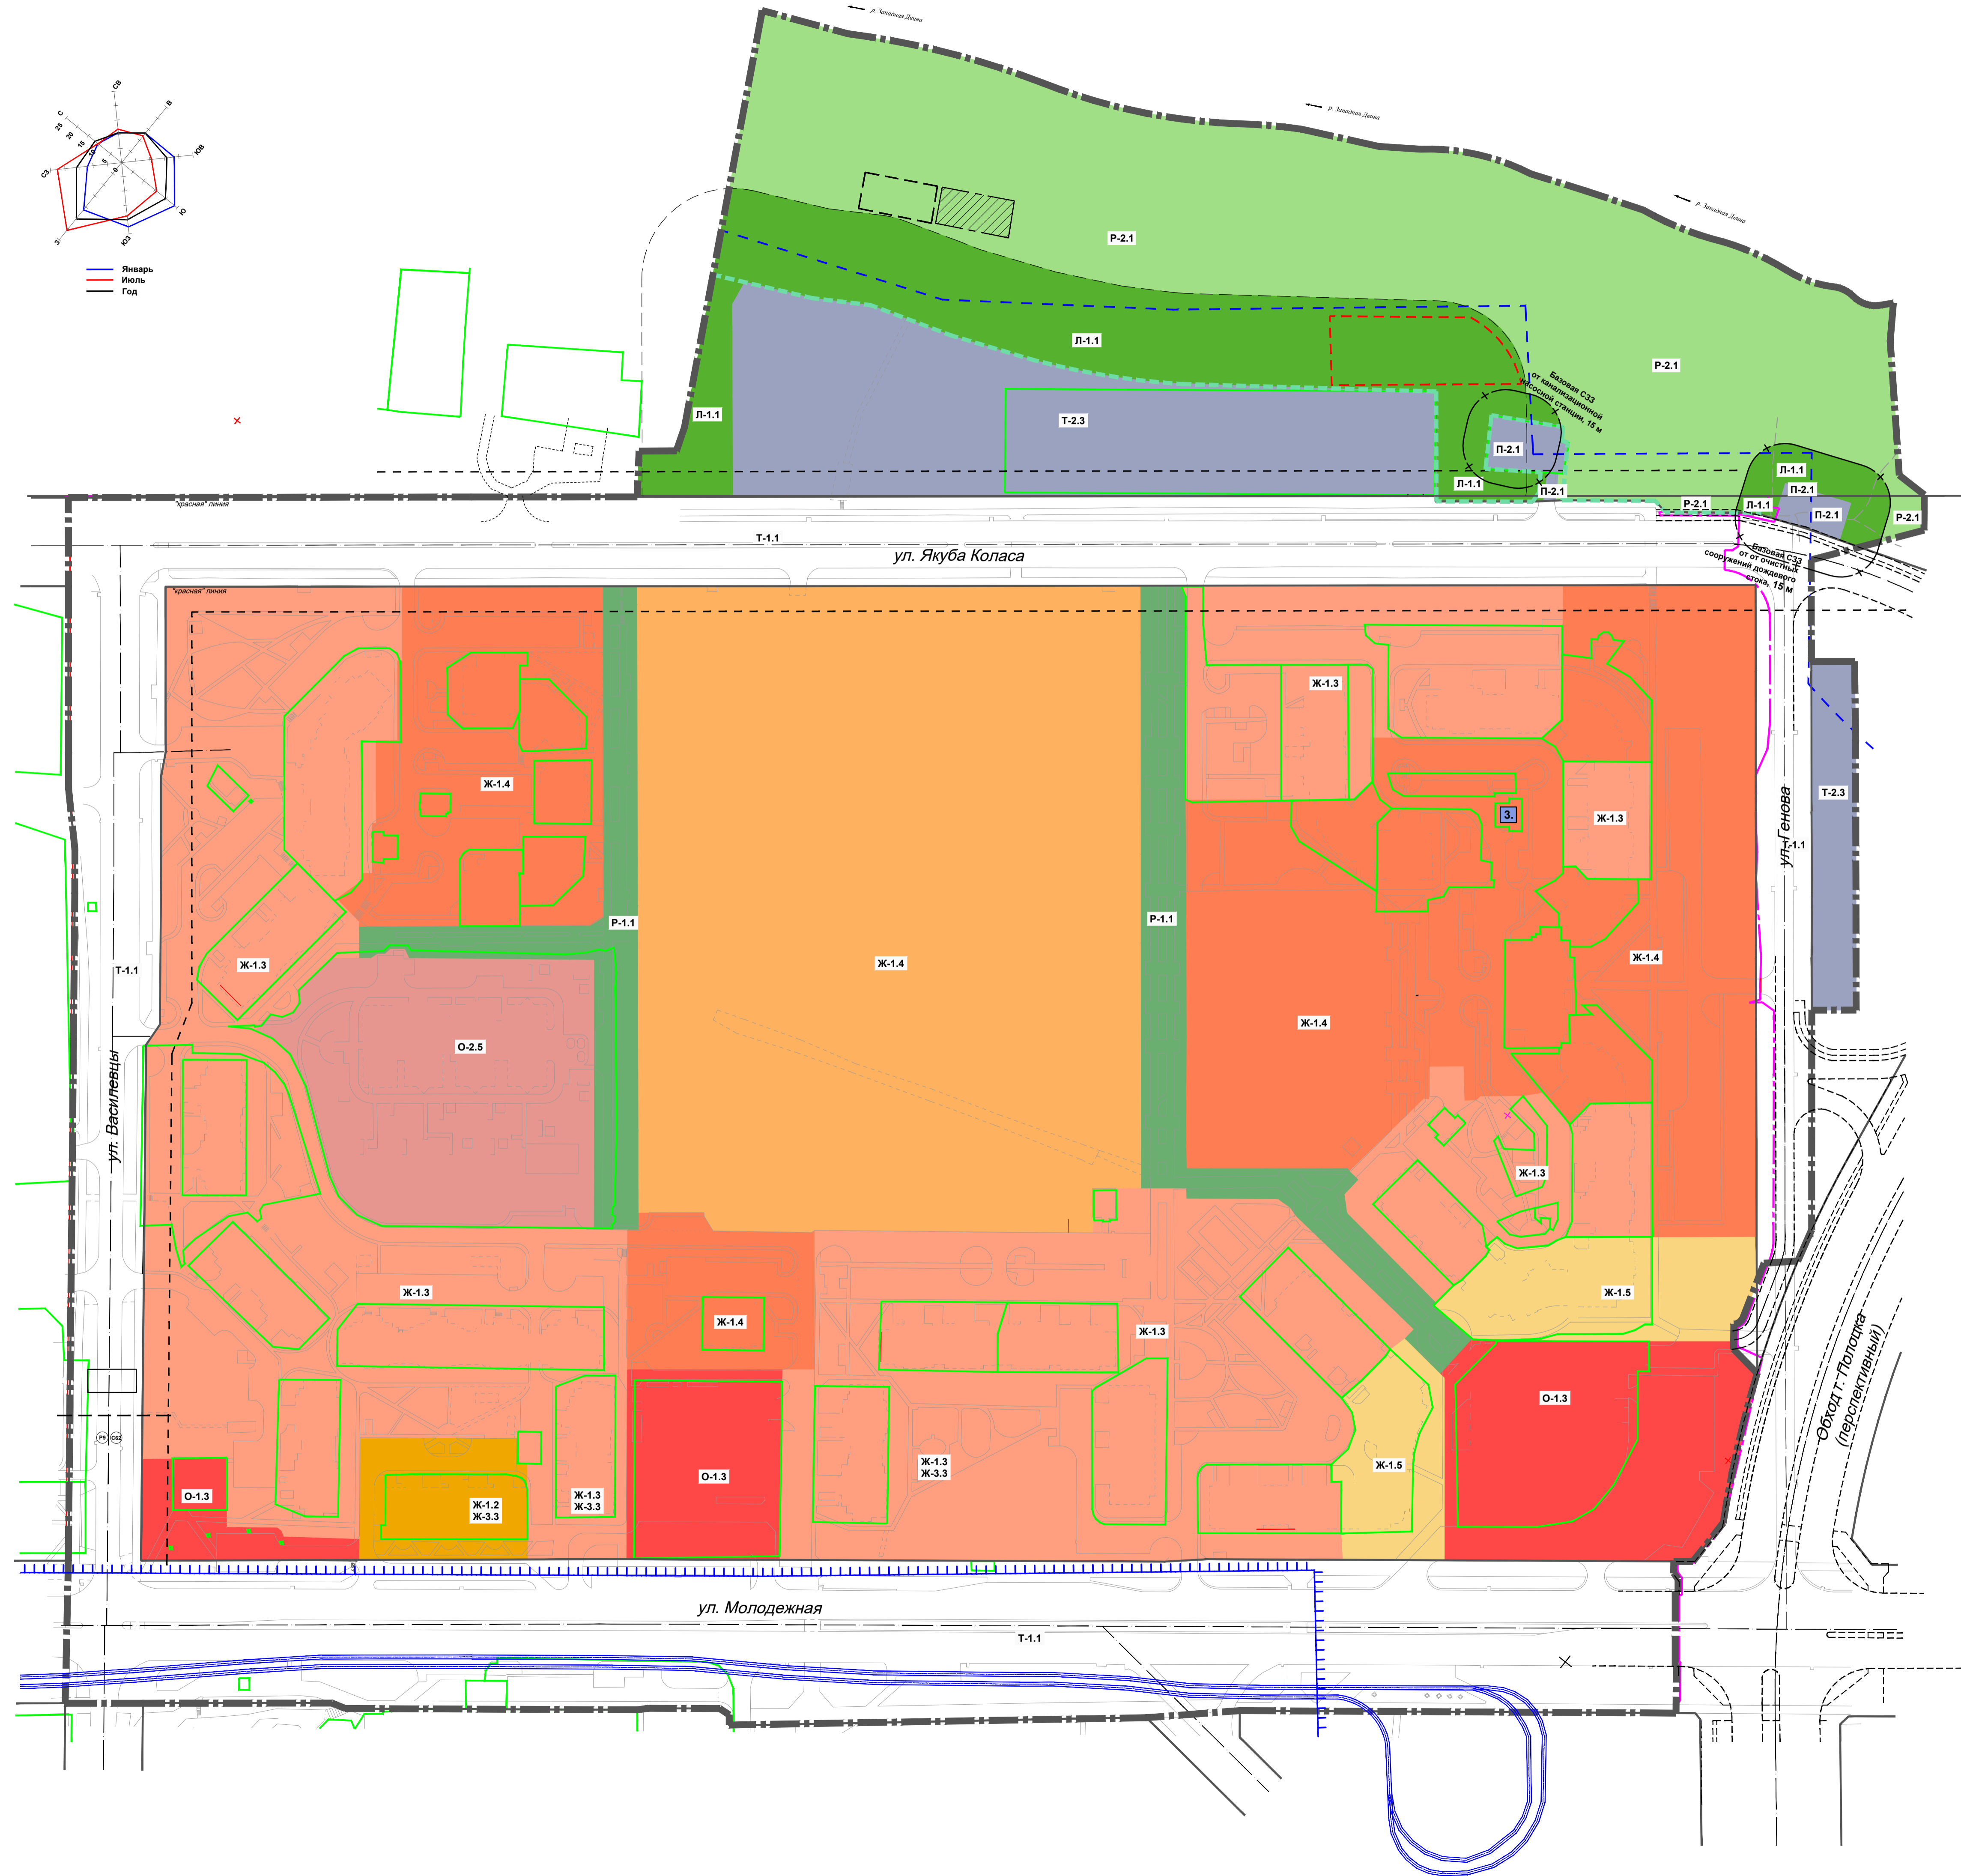 р. Западная Двина
р. Западная Двина
р. Западная Двина
СВ
С
В
25
20
15
10
5
0
ЮВ
СЗ
Ю
З
ЮЗ
Январь
Июль
Год
Р-2.1
Л-1.1
Р-2.1
Базовая СЗЗ
от канализационной
насосной станции, 15 м
Л-1.1
Т-2.3
П-2.1
Л-1.1
П-2.1
Л-1.1
П-2.1
Р-2.1
Л-1.1
П-2.1
Р-2.1
"красная" линия
Т-1.1
ул. Якуба Коласа
Базовая СЗЗ
от от очистных
сооружений дождевого
стока, 15 м
"красная" линия
Ж-1.3
Ж-1.4
Т-2.3
3.
Ж-1.3
ул. Генова
Т-1.1
Р-1.1
Р-1.1
Ж-1.3
Ж-1.4
Ж-1.4
Т-1.1
Ж-1.4
О-2.5
ул. Василевцы
Ж-1.3
Ж-1.3
Ж-1.5
Ж-1.4
Ж-1.3
Обход г. Полоцка
(перспективный)
О-1.3
Р9
С62
Ж-1.3
Ж-3.3
Ж-1.5
О-1.3
О-1.3
Ж-1.2
Ж-3.3
Ж-1.3
Ж-3.3
ул. Молодежная
Т-1.1